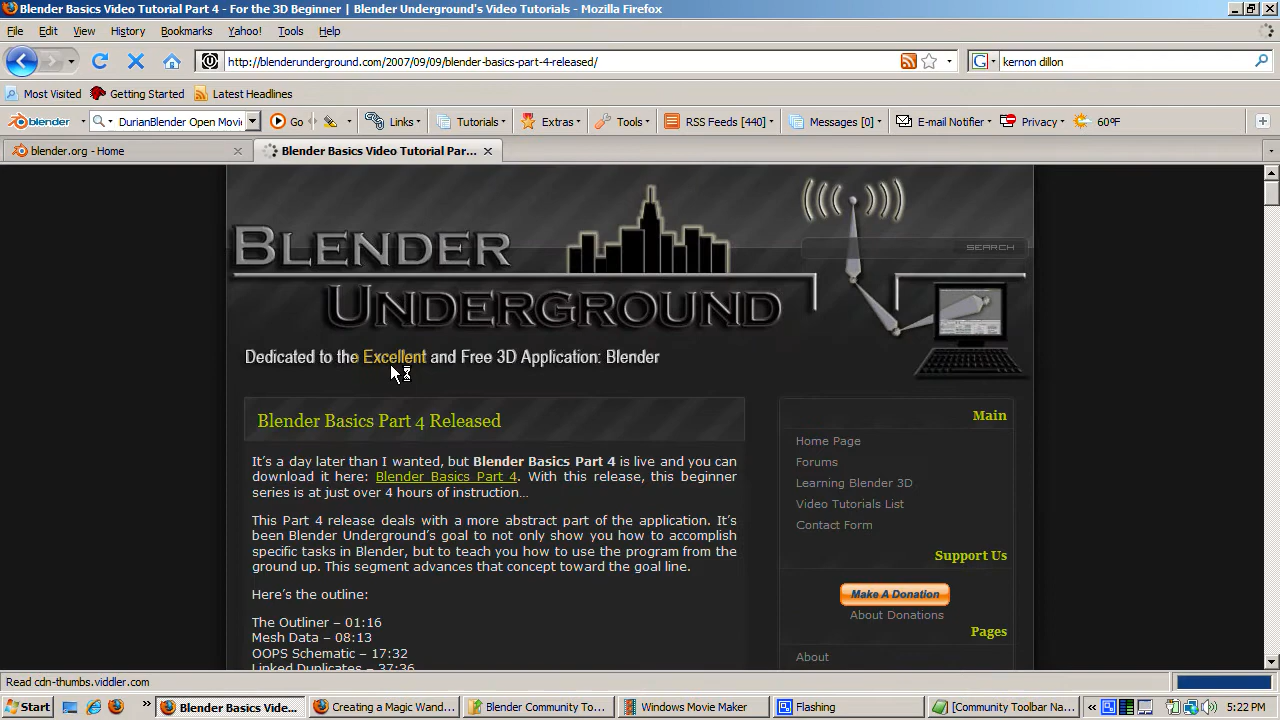 Blender Basics Video Tutorial Part 4 - For the 3D Beginner | Blender Underground's Video Tutorials - Mozilla Firefox
File Edit View History Bookmarks Yahoo! Tools Help
http://blenderunderground.com/2007/09/09/blender-basics-part-4-released/ kernon dillon
Most Visited Getting Started Latest Headlines
blender DurianBlender Open Movi Go Links Tutorials Extras Tools RSS Feeds [440] Messages [0] E-mail Notifier Privacy 60°F
blender.org - Home Blender Basics Video Tutorial Par...
BLENDER
SEARCH
UNDERGROUND
Dedicated to the Excellent and Free 3D Application: Blender
Blender Basics Part 4 Released
It's a day later than I wanted, but Blender Basics Part 4 is live and you can
download it here: Blender Basics Part 4. With this release, this beginner
series is at just over 4 hours of instruction...
This Part 4 release deals with a more abstract part of the application. It's
been Blender Underground's goal to not only show you how to accomplish
specific tasks in Blender, but to teach you how to use the program from the
ground up. This segment advances that concept toward the goal line.
Here's the outline:
The Outliner – 01:16
Mesh Data – 08:13
OOPS Schematic – 17:32
Linked Duplicates – 37:36
Main
Home Page
Forums
Learning Blender 3D
Video Tutorials List
Contact Form
Support Us
Make A Donation
About Donations
Pages
About
Read cdn-thumbs.viddler.com
Start Blender Basics Vide... Creating a Magic Wand... Blender Community To... Windows Movie Maker Flashing [Community Toolbar Na... 5:22 PM